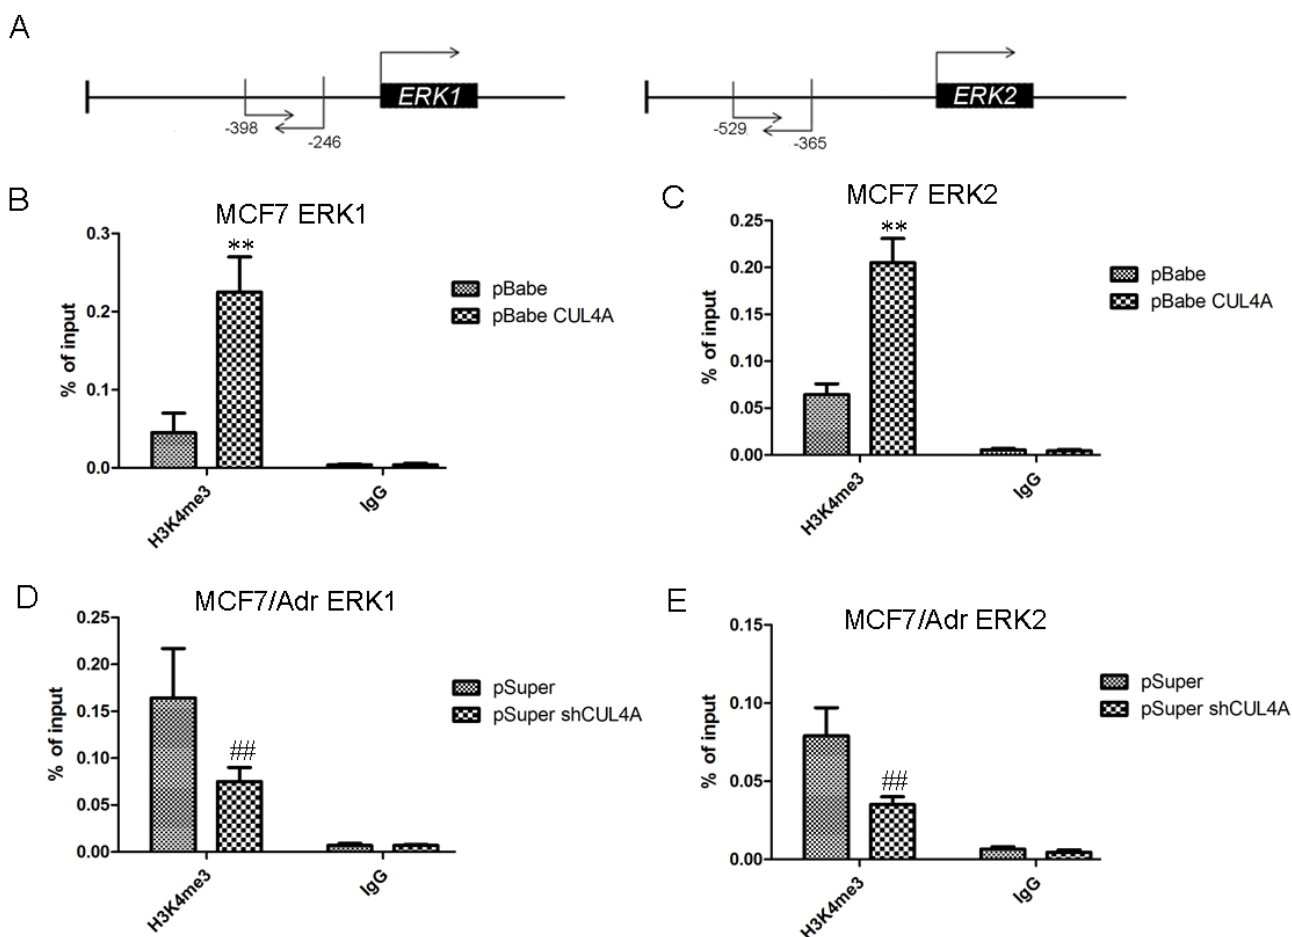 A
ERK1
-398
-246
ERK2
-529
-365
B
MCF7 ERK1
0.3
0.2
0.1
0.0
% of input
**
H3K4me3
IgG
pBabe
pBabe CUL4A
C
MCF7 ERK2
0.25
0.20
0.15
0.10
0.05
0.00
% of input
**
H3K4me3
IgG
pBabe
pBabe CUL4A
D
MCF7/Adr ERK1
0.25
0.20
0.15
0.10
0.05
0.00
% of input
##
H3K4me3
IgG
pSuper
pSuper shCUL4A
E
MCF7/Adr ERK2
0.15
0.10
0.05
0.00
% of input
##
H3K4me3
IgG
pSuper
pSuper shCUL4A